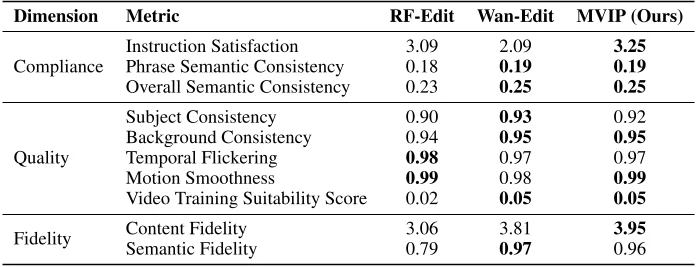 Dimension Metric RF-Edit Wan-Edit MVIP (Ours)
Instruction Satisfaction 3.09 2.09 3.25
Compliance Phrase Semantic Consistency 0.18 0.19 0.19
Overall Semantic Consistency 0.23 0.25 0.25
Subject Consistency 0.90 0.93 0.92
Background Consistency 0.94 0.95 0.95
Quality Temporal Flickering 0.98 0.97 0.97
Motion Smoothness 0.99 0.98 0.99
Video Training Suitability Score 0.02 0.05 0.05
Fidelity Content Fidelity 3.06 3.81 3.95
Semantic Fidelity 0.79 0.97 0.96